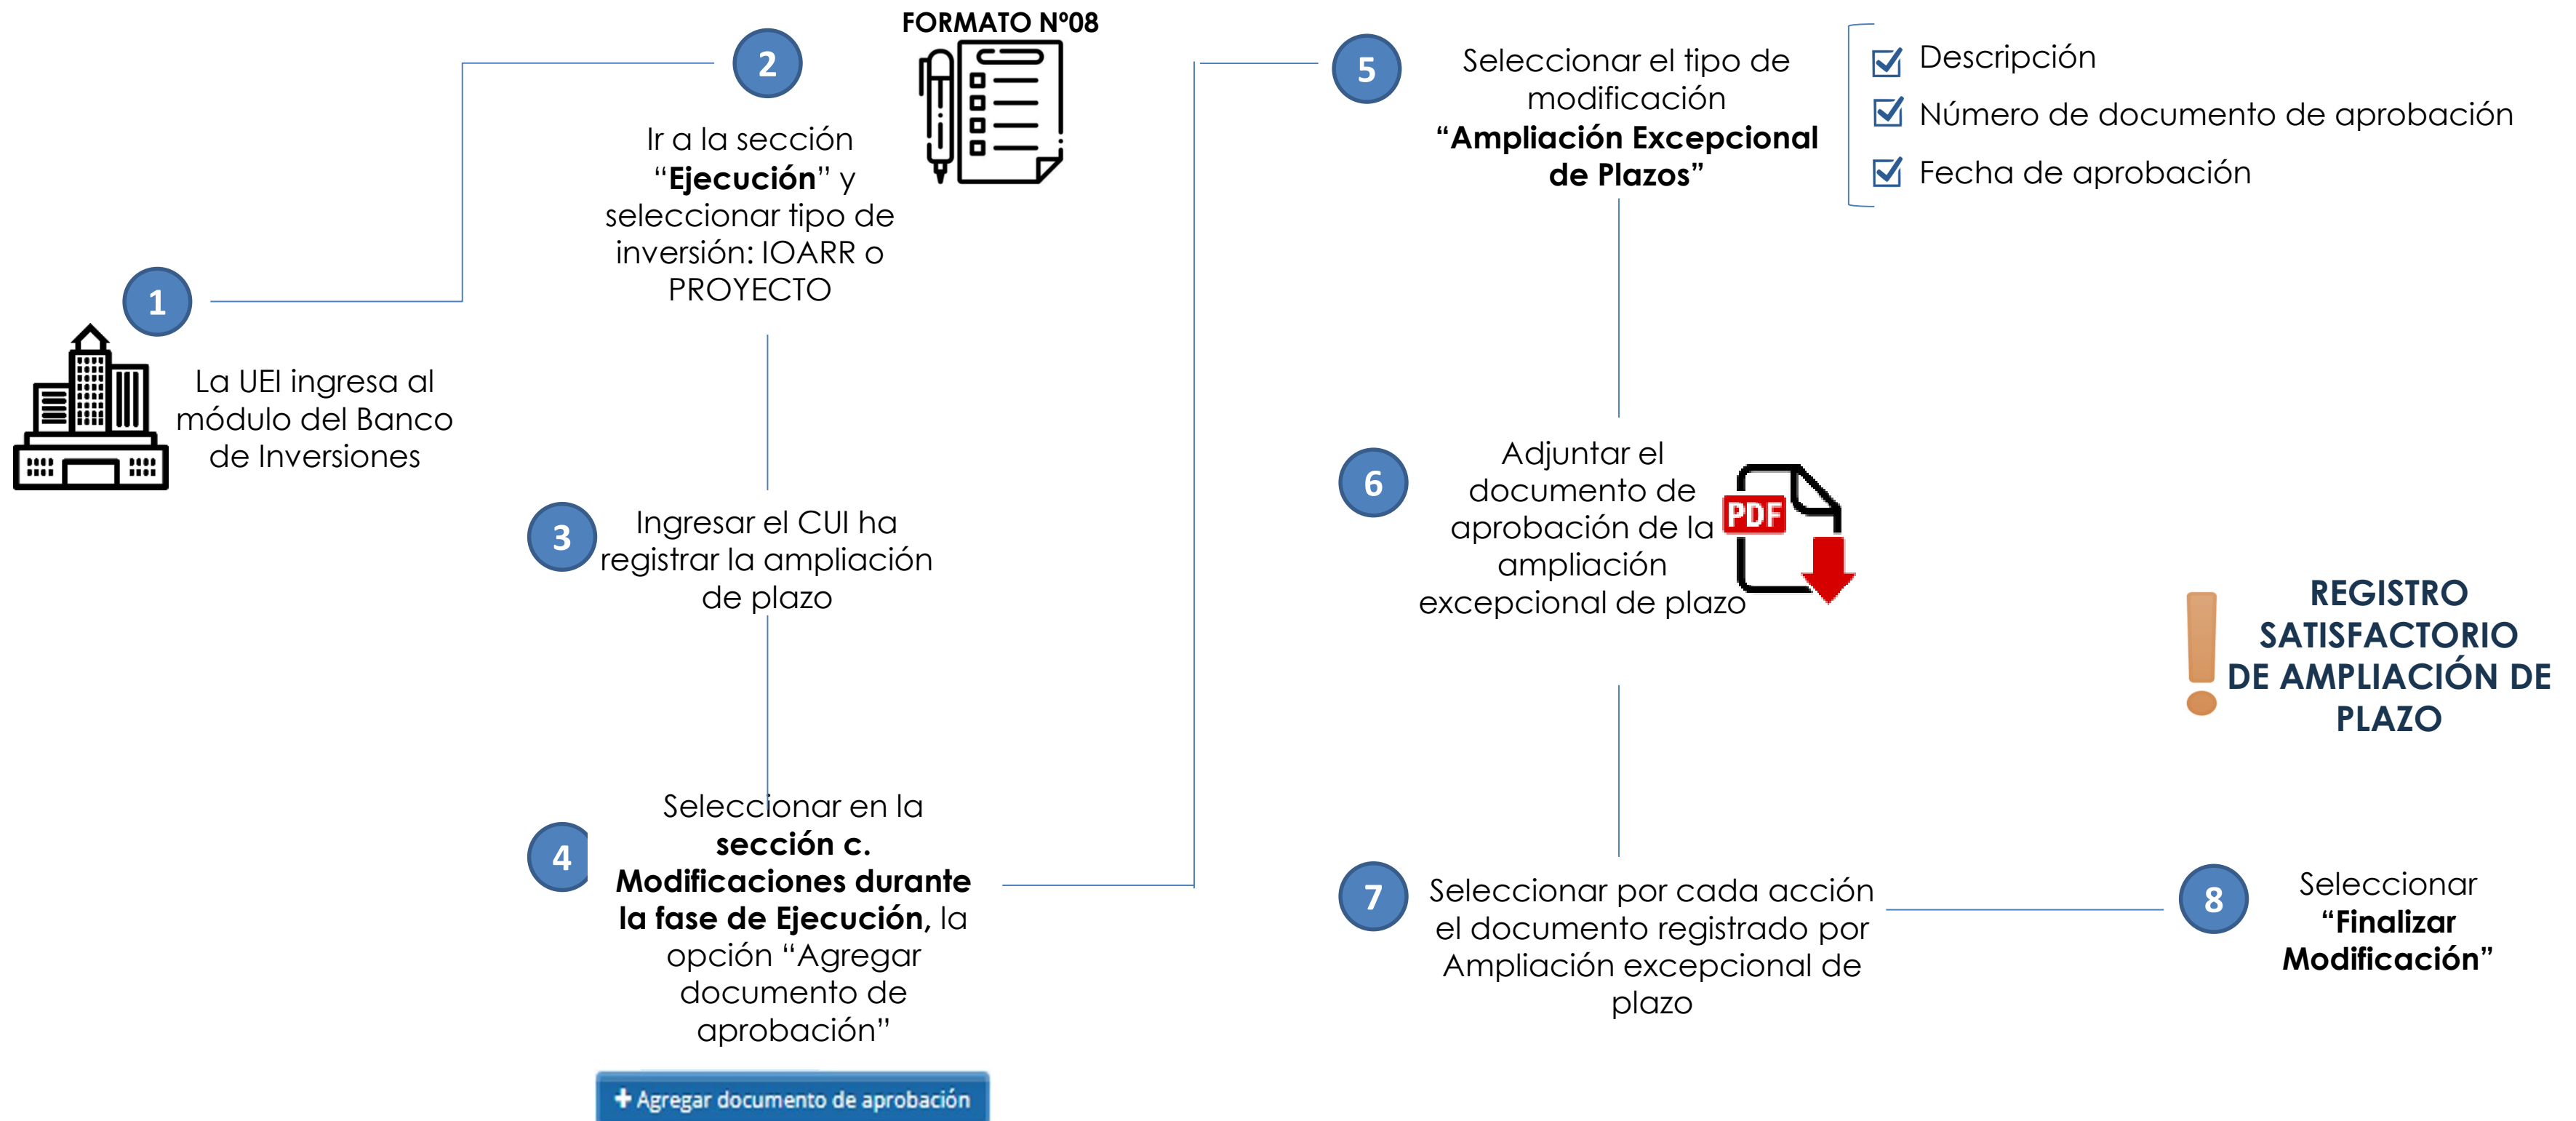 1
La UEI ingresa al
módulo del Banco
de Inversiones
2
FORMATO Nº08
Ir a la sección
“Ejecución” y
seleccionar tipo de
inversión: IOARR o
PROYECTO
3
Ingresar el CUI ha
registrar la ampliación
de plazo
4
Seleccionar en la
sección c.
Modificaciones durante
la fase de Ejecución, la
opción “Agregar
documento de
aprobación”
+ Agregar documento de aprobación
5
Seleccionar el tipo de
modificación
“Ampliación Excepcional
de Plazos”
Descripción
Número de documento de aprobación
Fecha de aprobación
6
Adjuntar el
documento de
aprobación de la
ampliación
excepcional de plazo
PDF
7
Seleccionar por cada acción
el documento registrado por
Ampliación excepcional de
plazo
8
Seleccionar
“Finalizar
Modificación”
REGISTRO
SATISFACTORIO
DE AMPLIACIÓN DE
PLAZO